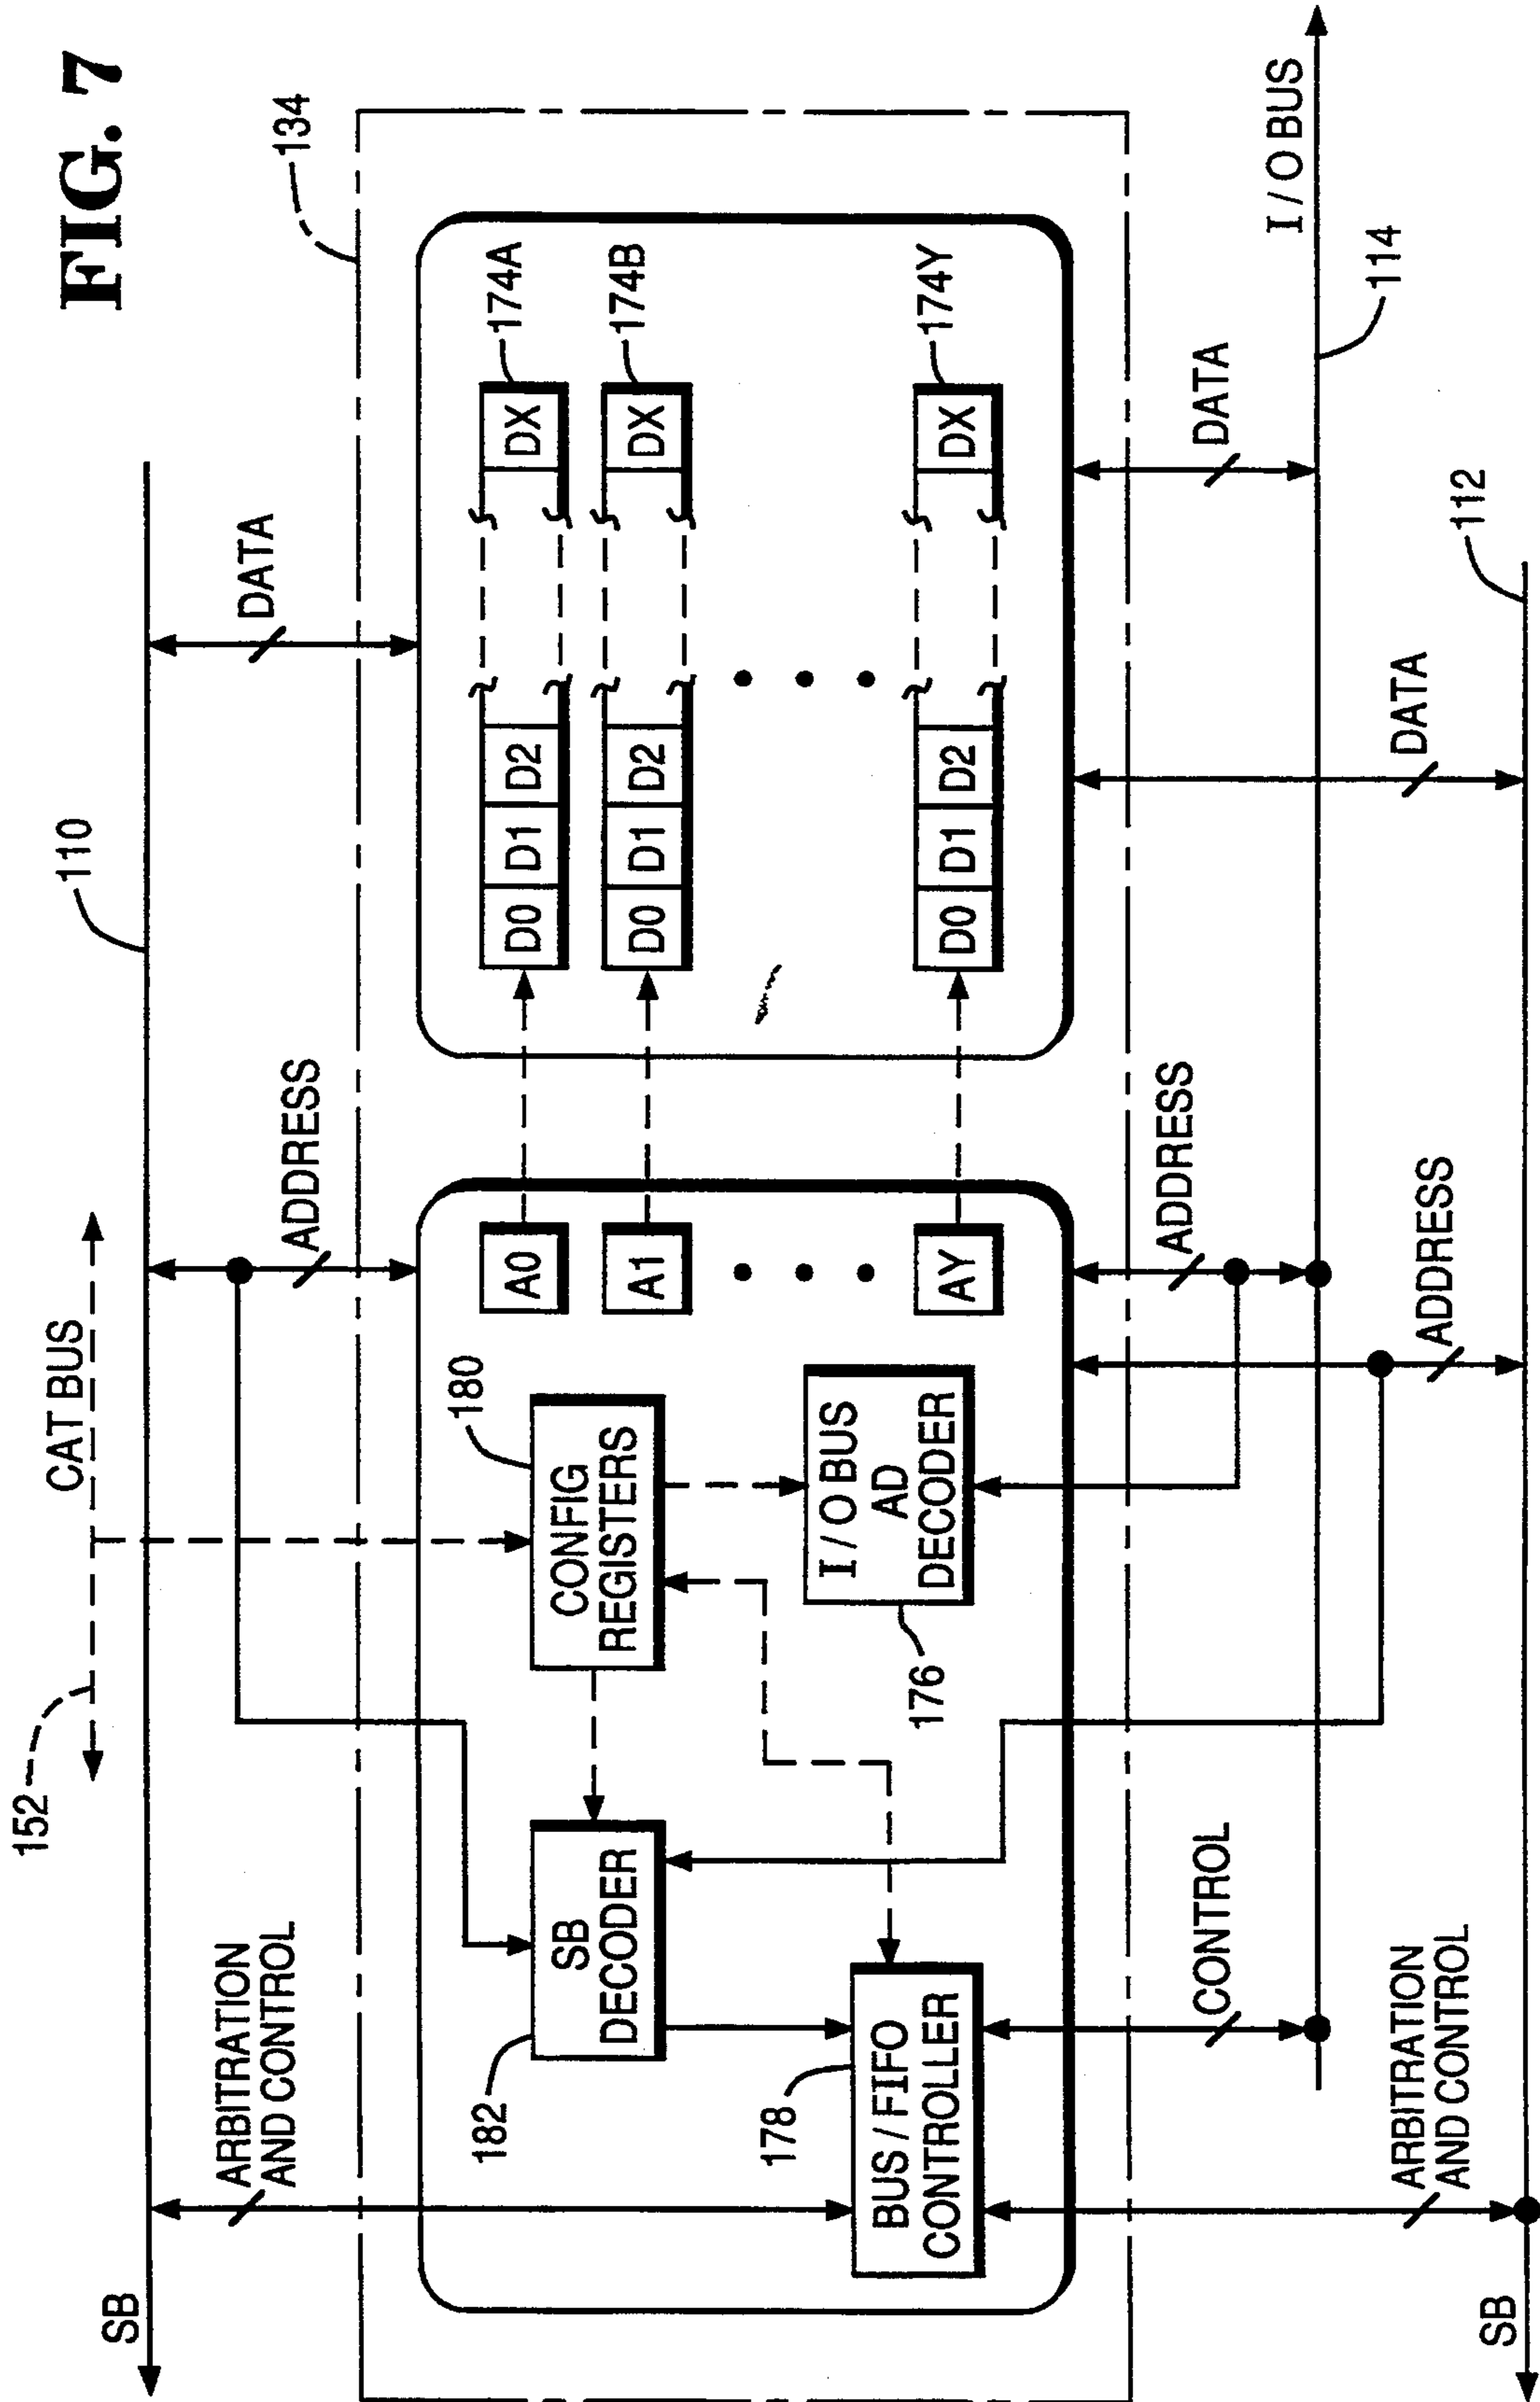 FIG. 7
152
CAT BUS
110
SB
ARBITRATION
AND CONTROL
ADDRESS
DATA
134
182
SB
DECODER
180
CONFIG
REGISTERS
A0
D0 D1 D2 DX
174A
A1
D0 D1 D2 DX
174B
178
BUS / FIFO
CONTROLLER
176
I / O BUS
AD
DECODER
AY
D0 D1 D2 DX
174Y
CONTROL
ADDRESS
DATA
I / O BUS
114
ARBITRATION
AND CONTROL
ADDRESS
DATA
112
SB